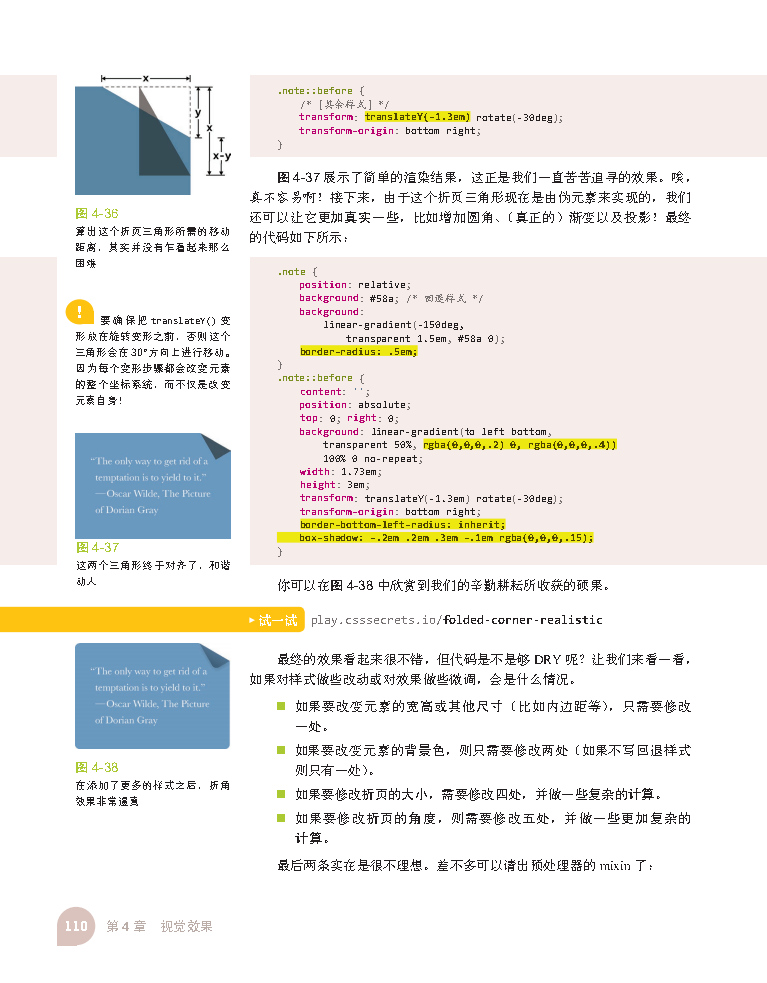 x
y
x
x-y
图 4-36
算出这个折页三角形所需的移动
距离，其实并没有乍看起来那么
困难
! 要确保把 translateY() 变
形放在旋转变形之前，否则这个
三角形会在 30°方向上进行移动。
因为每个变形步骤都会改变元素
的整个坐标系统，而不仅是改变
元素自身！
“The only way to get rid of a
temptation is to yield to it.”
—Oscar Wilde, The Picture
of Dorian Gray
图 4-37
这两个三角形终于对齐了，和谐
动人
“The only way to get rid of a
temptation is to yield to it.”
—Oscar Wilde, The Picture
of Dorian Gray
图 4-38
在添加了更多的样式之后，折角
效果非常逼真
.note::before {
/* [其余样式] */
transform: translateY(-1.3em) rotate(-30deg);
transform-origin: bottom right;
}
图 4-37 展示了简单的渲染结果，这正是我们一直苦苦追寻的效果。唉，
真不容易啊！接下来，由于这个折页三角形现在是由伪元素来实现的，我们
还可以让它更加真实一些，比如增加圆角、（真正的）渐变以及投影！最终
的代码如下所示：
.note {
position: relative;
background: #58a; /* 回退样式 */
background:
linear-gradient(-150deg,
transparent 1.5em, #58a 0);
border-radius: .5em;
}
.note::before {
content: '';
position: absolute;
top: 0; right: 0;
background: linear-gradient(to left bottom,
transparent 50%, rgba(0,0,0,.2) 0, rgba(0,0,0,.4))
100% 0 no-repeat;
width: 1.73em;
height: 3em;
transform: translateY(-1.3em) rotate(-30deg);
transform-origin: bottom right;
border-bottom-left-radius: inherit;
box-shadow: -.2em .2em .3em -.1em rgba(0,0,0,.15);
}
你可以在图 4-38 中欣赏到我们的辛勤耕耘所收获的硕果。
▶ 试一试 play.csssecrets.io/folded-corner-realistic
最终的效果看起来很不错，但代码是不是够 DRY 呢？让我们来看一看，
如果对样式做些改动或对效果做些微调，会是什么情况。
■ 如果要改变元素的宽高或其他尺寸（比如内边距等），只需要修改
一处。
■ 如果要改变元素的背景色，则只需要修改两处（如果不写回退样式
则只有一处）。
■ 如果要修改折页的大小，需要修改四处，并做一些复杂的计算。
■ 如果要修改折页的角度，则需要修改五处，并做一些更加复杂的
计算。
最后两条实在是很不理想。差不多可以请出预处理器的 mixin 了：
110 第 4 章 视觉效果